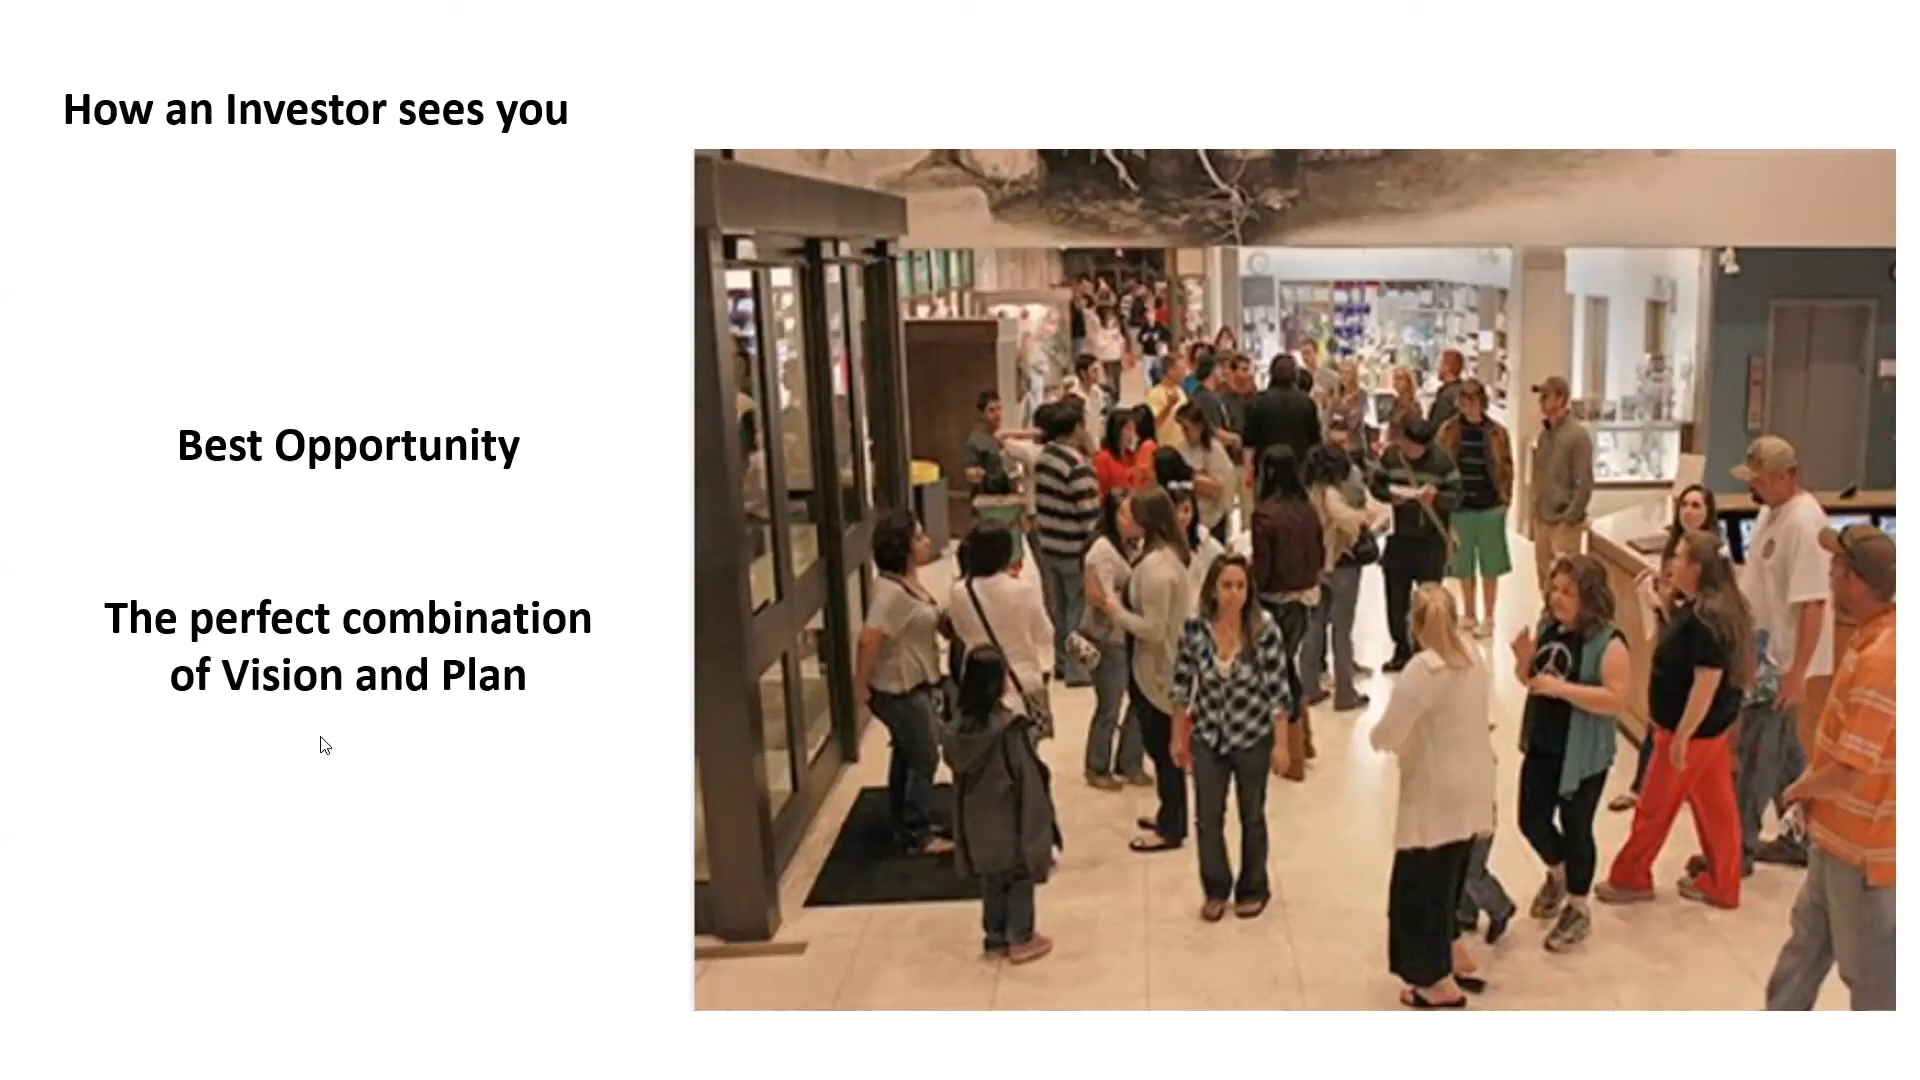 How an Investor sees you
Best Opportunity
The perfect combination
of Vision and Plan